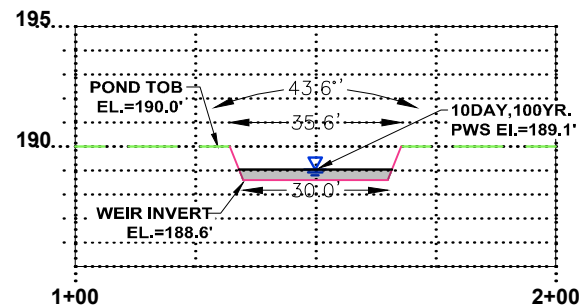 195
POND TOB
EL.=190.0'
43.6°'
35.6'
10DAY,100YR.
PWS El.=189.1'
190
30.0'
WEIR INVERT
EL.=188.6'
1+00
2+00